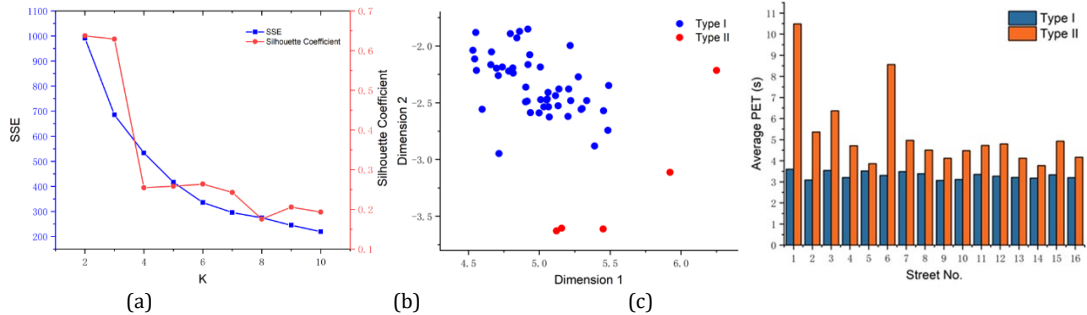 SSE
1100
1000
900
800
700
600
500
400
300
200
2 4 6 8 10
K
0.7
0.6
0.5
0.4
0.3
0.2
0.1
Silhouette Coefficient
SSE
Silhouette Coefficient
(a)
Dimension 2
-2.0
-2.5
-3.0
-3.5
4.5 5.0 5.5 6.0
Dimension 1
Type I
Type II
(b)
Average PET (s)
11
10
9
8
7
6
5
4
3
2
1
0
1 2 3 4 5 6 7 8 9 10 11 12 13 14 15 16
Street No.
Type I
Type II
(c)